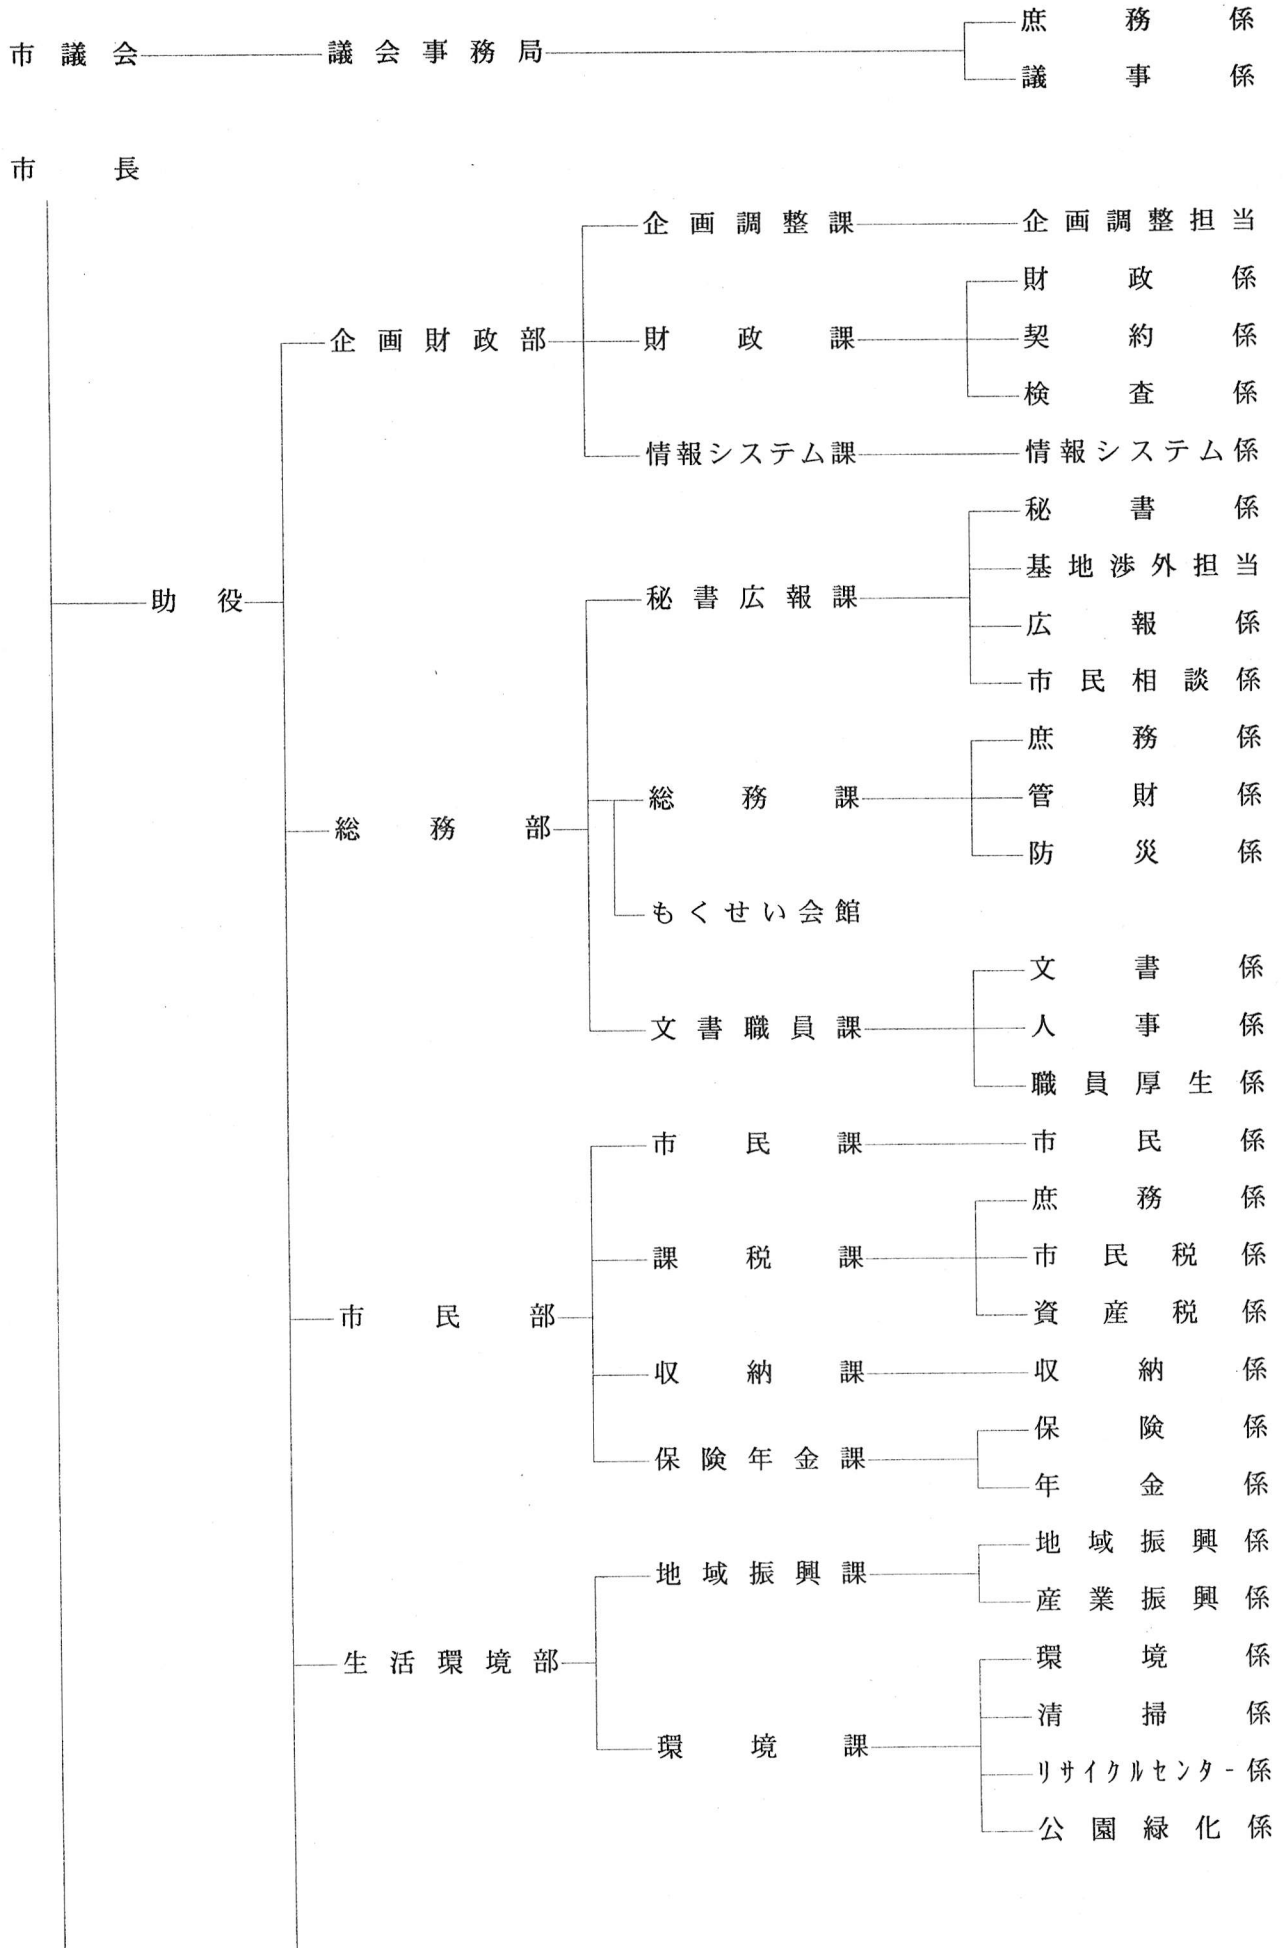 庶務係
市議会 議会事務局
議事係
市長
企画調整課 企画調整担当
財政係
企画財政部 財政課 契約係
検査係
情報システム課 情報システム係
秘書係
基地渉外担当
助役 秘書広報課
広報係
市民相談係
庶務係
総務課 管財係
総務部
防災係
もくせい会館
文書係
文書職員課 人事係
職員厚生係
市民課 市民係
庶務係
課税課 市民税係
市民部 資産税係
収納課 収納係
保険係
保険年金課
年金係
地域振興係
地域振興課
産業振興係
生活環境部 環境係
清掃係
環境課
リサイクルセンター係
公園緑化係